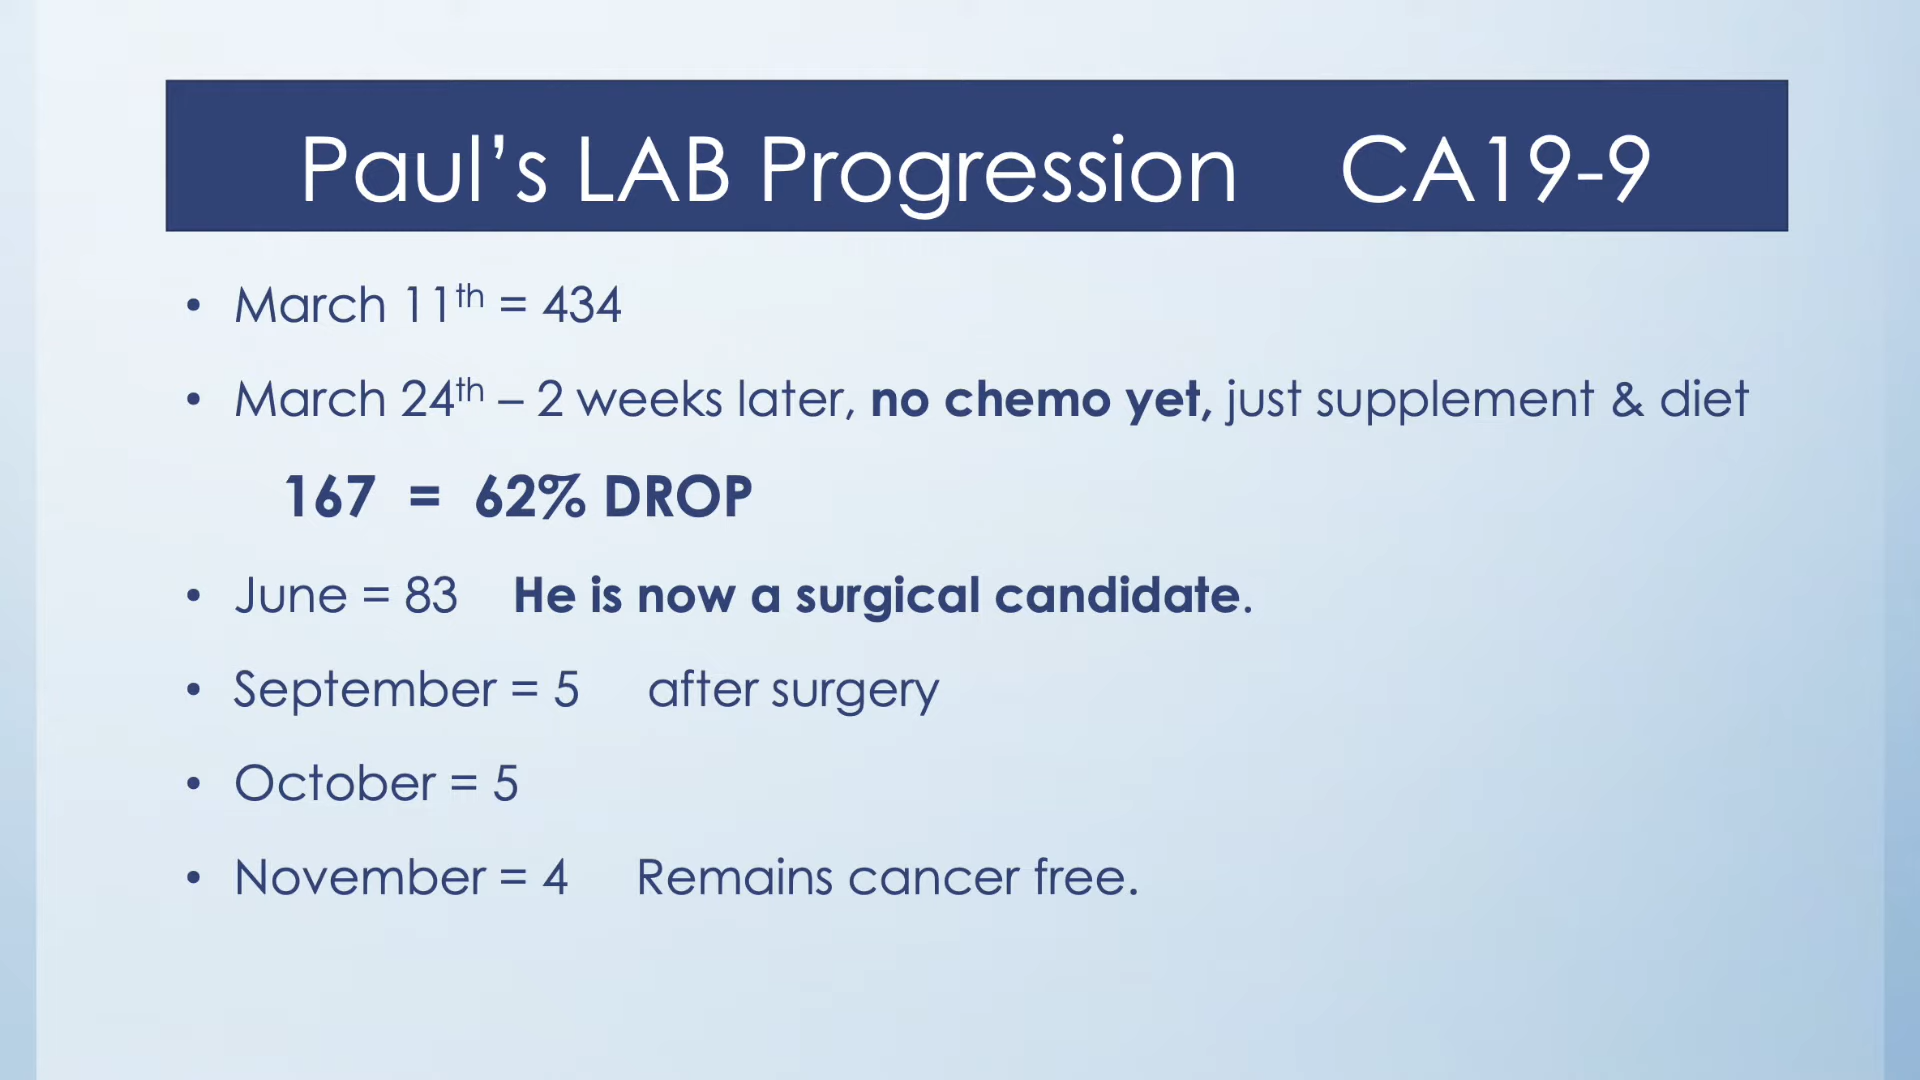 Paul’s LAB Progression CA19-9
• March 11th = 434
• March 24th – 2 weeks later, no chemo yet, just supplement & diet
167 = 62% DROP
• June = 83 He is now a surgical candidate.
• September = 5 after surgery
• October = 5
• November = 4 Remains cancer free.